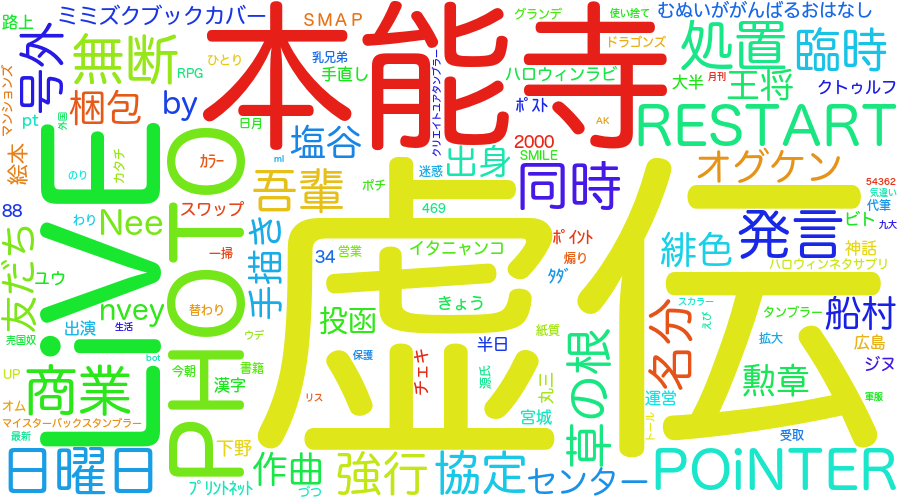 路上
ミミズクブックカバー
SMAP
グランデ
使い捨て
むぬいががんばるおはなし
マンションズ
号外
無断
RPG
ひとり
乳兄弟
手直し
本能寺
クリエイトコアタンブラー
ハロウィンラビ
ドラゴンズ
処置
臨時
大半
月刊
王将
クトゥルフ
pt
外国
梱包
by
ﾎﾟｽﾄ
AK
RESTART
絵本
カタチ
のり
日月
ml
塩谷
2000
SMILE
出身
迷惑
同時
オグケン
54362
気違い
代筆
九大
LiVE
PHOTO
ｶﾗｰ
吾輩
ポチ
469
88
わり
Nee
スワップ
一掃
手描き
34
営業
イタニャンコ
ﾎﾟｲﾝﾄ
煽り
ﾀﾀﾞ
緋色
発言
ビト
神話
ハロウィンネタサプリ
友だち
ユウ
nvey
替わり
きょう
虚伝
スカラー
えび
タンブラー
船村
売国奴
出演
生活
ウデ
投函
紙質
半日
草の根
名分
拡大
広島
ジヌ
bot
UP
商業
今朝
書籍
漢字
保護
チェキ
源氏
丸三
勲章
オム
リス
宮城
運営
軍服
マイスターバックスタンブラー
最新
下野
受取
日曜日
作曲
づつ
ﾌﾟﾘﾝﾄﾈｯﾄ
強行
協定
センター
POiNTER